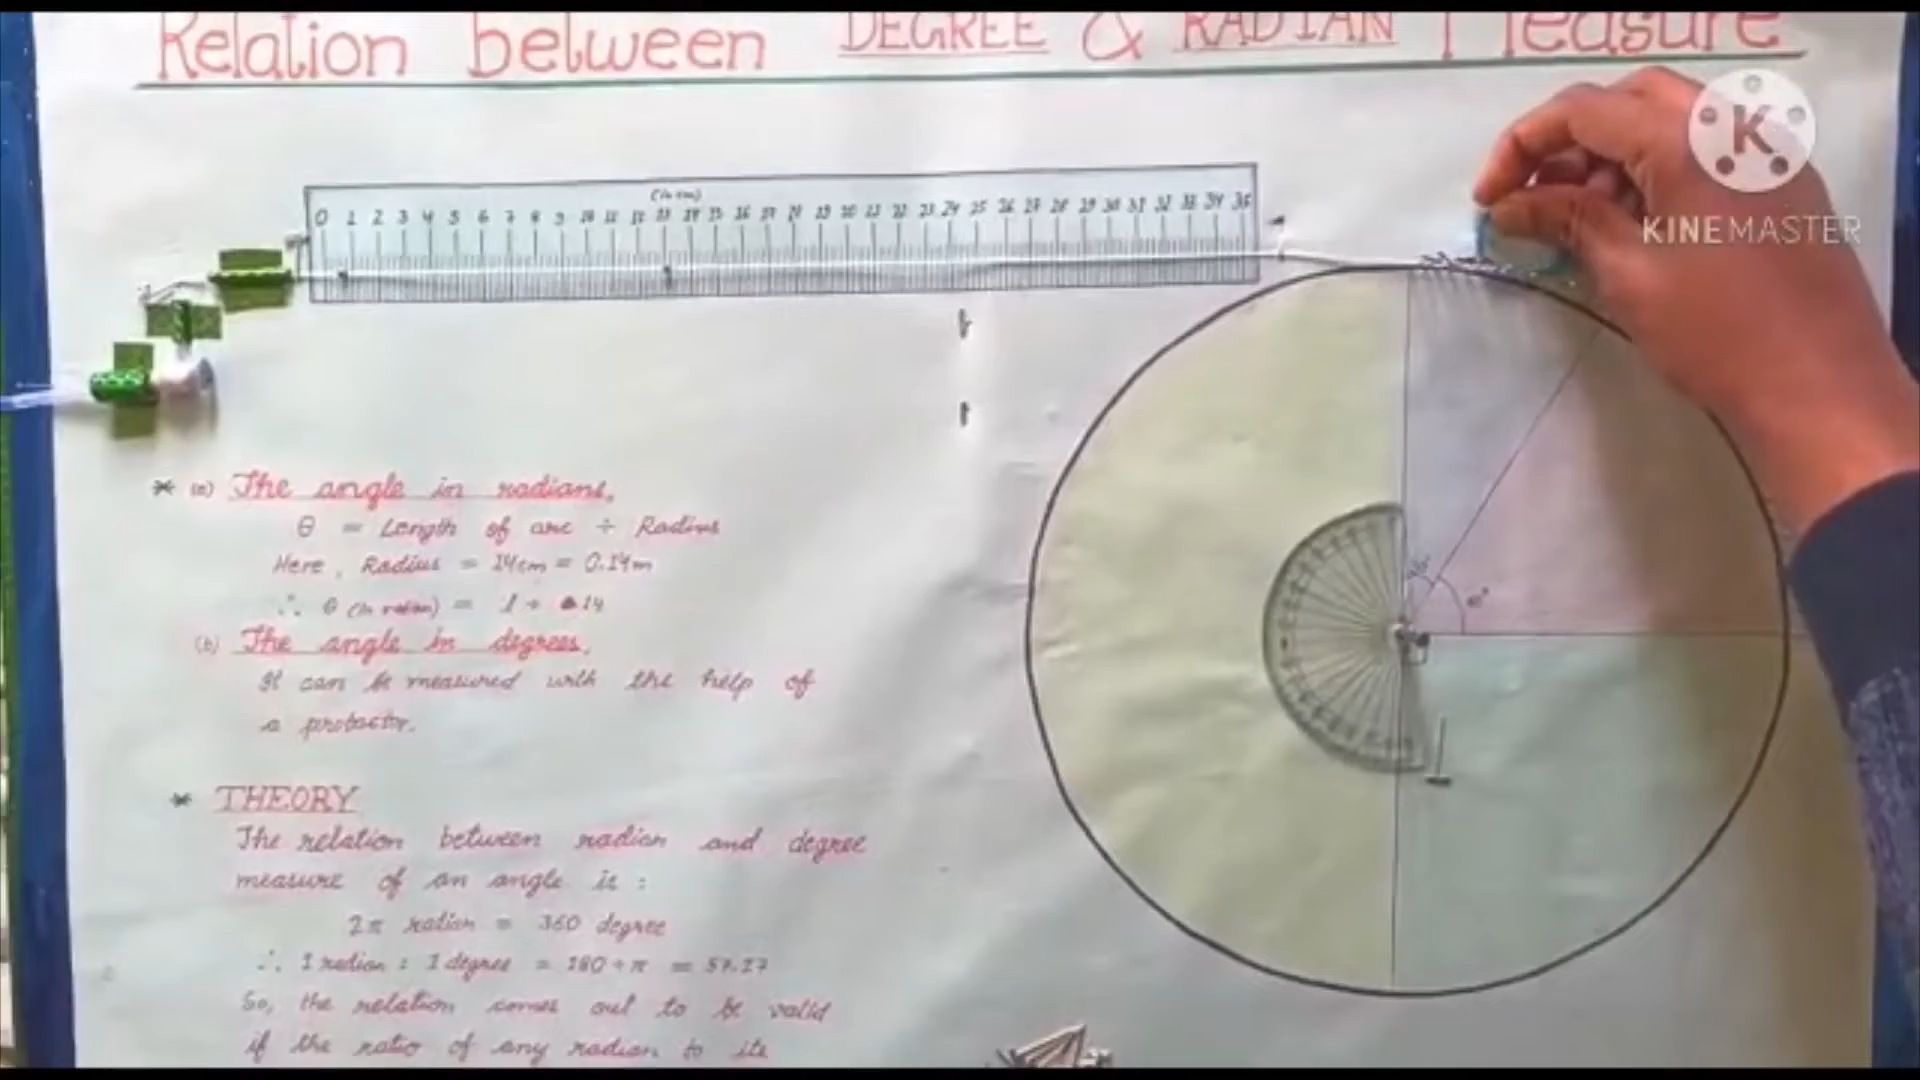 Relation between DEGREE & RADIAN Measure
K
KINEMASTER
(in cm)
0 1 2 3 4 5 6 7 8 9 10 11 12 13 14 15 16 17 18 19 20 21 22 23 24 25 26 27 28 29 30 31 32 33 34 35
* (a) The angle in radians,
θ = Length of arc ÷ Radius
Here, Radius = 14cm = 0.14m
∴ θ (in radian) = l ÷ 14
(b) The angle in degrees,
It can be measured with the help of
a protactor.
* THEORY
The relation between radian and degree
measure of an angle is :
2π radian = 360 degree
∴ 1 radian : 1 degree = 180 ÷ π = 57.27
So, the relation comes out to be valid
if the ratio of any radian to its